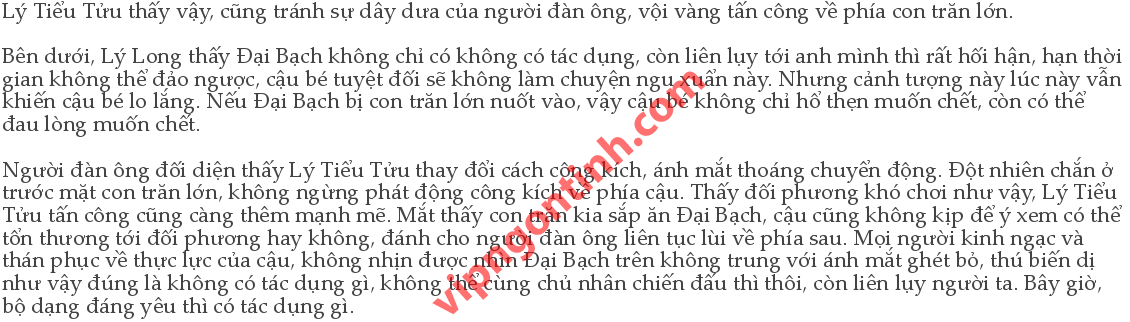 Lý Tiểu Tửu thấy vậy, cũng tránh sự dây dưa của người đàn ông, vội vàng tấn công về phía con trăn lớn.
Bên dưới, Lý Long thấy Đại Bạch không chỉ có không có tác dụng, còn liên lụy tới anh mình thì rất hối hận, hạn thời
gian không thể đảo ngược, cậu bé tuyệt đối sẽ không làm chuyện ngu xuẩn này. Nhưng cảnh tượng này lúc này vẫn
khiến cậu bé lo lắng. Nếu Đại Bạch bị con trăn lớn nuốt vào, vậy cậu bé không chỉ hổ thẹn muốn chết, còn có thể
đau lòng muốn chết.
Người đàn ông đối diện thấy Lý Tiểu Tửu thay đổi cách công kích, ánh mắt thoáng chuyển động. Đột nhiên chắn ở
trước mặt con trăn lớn, không ngừng phát động công kích về phía cậu. Thấy đối phương khó chơi như vậy, Lý Tiểu
Tửu tấn công cũng càng thêm mạnh mẽ. Mắt thấy con trăn kia sắp ăn Đại Bạch, cậu cũng không kịp để ý xem có thể
tổn thương tới đối phương hay không, đánh cho người đàn ông liên tục lùi về phía sau. Mọi người kinh ngạc và
thán phục về thực lực của cậu, không nhịn được nhìn Đại Bạch trên không trung với ánh mắt ghét bỏ, thú biến dị
như vậy đúng là không có tác dụng gì, không thể cùng chủ nhân chiến đấu thì thôi, còn liên lụy người ta. Bây giờ,
bộ dạng đáng yêu thì có tác dụng gì.
vipngontinh.com